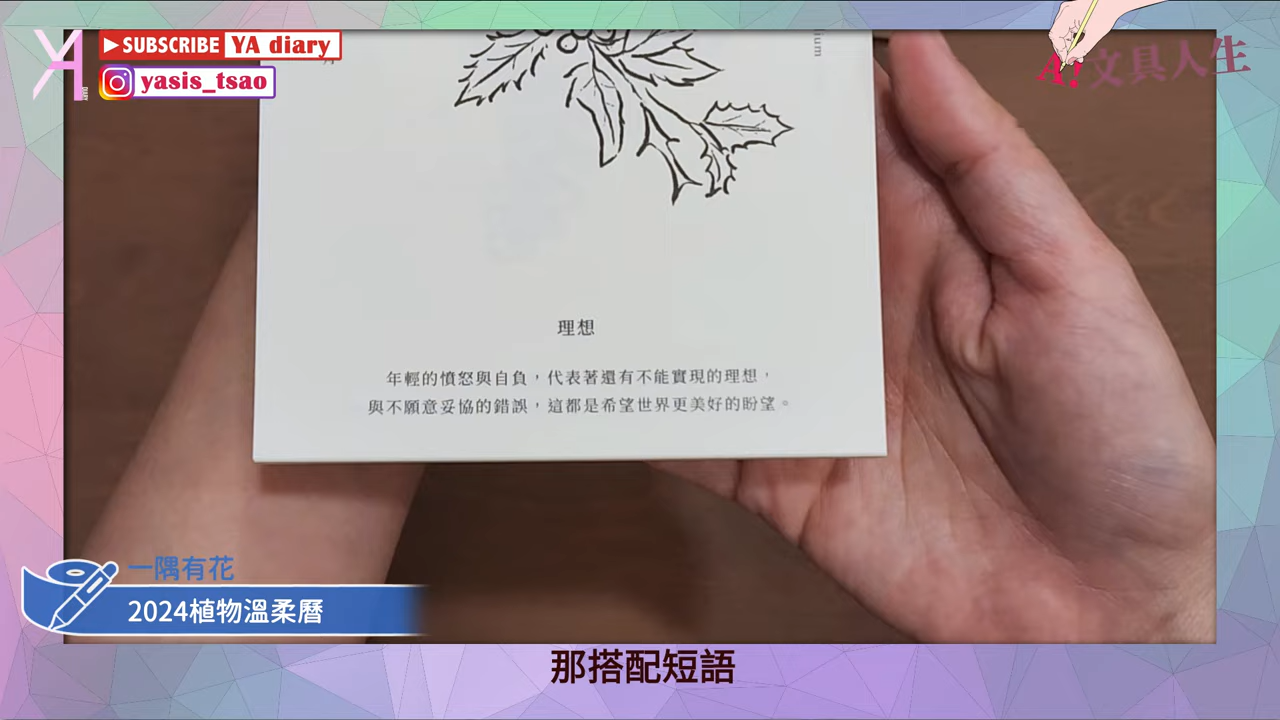 YA
DIARY
SUBSCRIBE YA diary
yasis_tsao
A!文具人生
ium
理想
年輕的憤怒與自負，代表著還有不能實現的理想，
與不願意妥協的錯誤，這都是希望世界更美好的盼望。
一隅有花
2024植物溫柔曆
那搭配短語